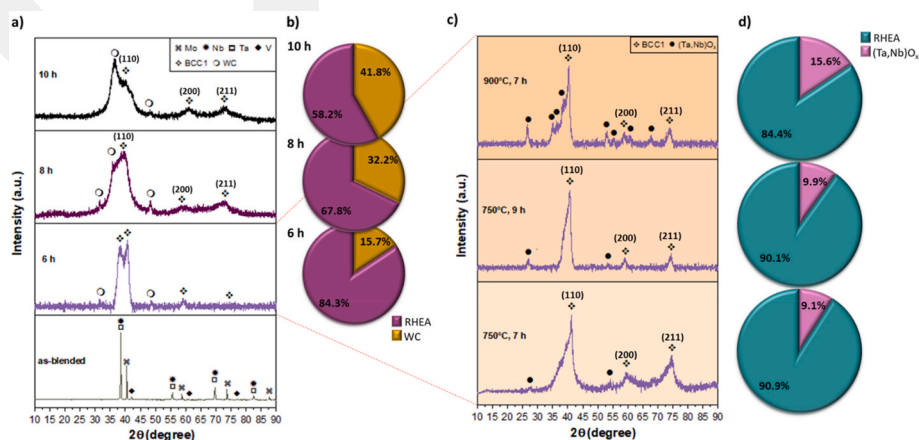 a)
✻ Mo ✹ Nb ◘ Ta ◆ V
❖ BCC1 ❍ WC
10 h
(110)
(200)
(211)
8 h
(110)
(200)
(211)
6 h
as-blended
Intensity (a.u.)
10 15 20 25 30 35 40 45 50 55 60 65 70 75 80 85 90
2θ (degree)
b)
10 h
41.8%
58.2%
8 h
32.2%
67.8%
6 h
15.7%
84.3%
RHEA
WC
c)
❖ BCC1 ● (Ta,Nb)Oₓ
900°C, 7 h
(110)
(200)
(211)
750°C, 9 h
(110)
(200)
(211)
750°C, 7 h
(110)
(200)
(211)
Intensity (a.u.)
10 15 20 25 30 35 40 45 50 55 60 65 70 75 80 85 90
2θ (degree)
d)
RHEA
(Ta,Nb)Oₓ
15.6%
84.4%
9.9%
90.1%
9.1%
90.9%